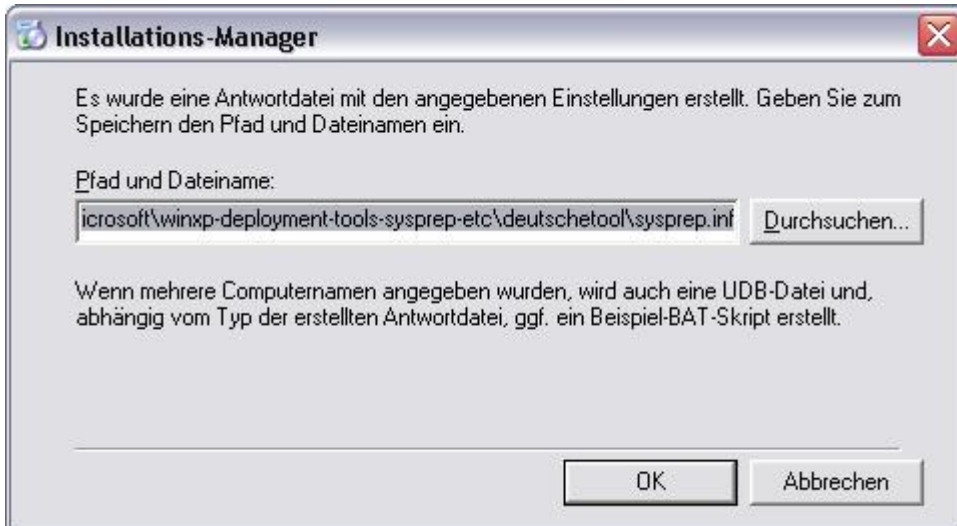 Installations-Manager
Es wurde eine Antwortdatei mit den angegebenen Einstellungen erstellt. Geben Sie zum
Speichern den Pfad und Dateinamen ein.
Pfad und Dateiname:
icrosoft\winxp-deployment-tools-sysprep-etc\deutschetool\sysprep.inf
Durchsuchen...
Wenn mehrere Computernamen angegeben wurden, wird auch eine UDB-Datei und,
abhängig vom Typ der erstellten Antwortdatei, ggf. ein Beispiel-BAT-Skript erstellt.
OK
Abbrechen